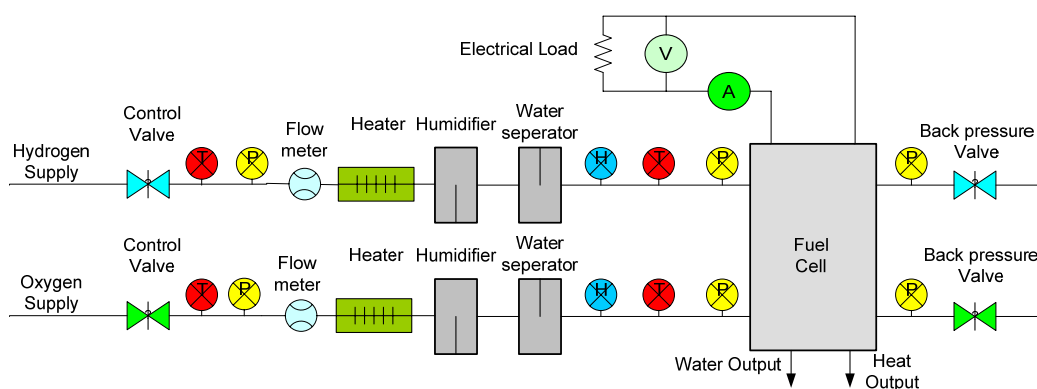 Electrical Load
V
A
Control
Valve
Flow
meter
Heater
Humidifier
Water
seperator
Back pressure
Valve
Hydrogen
Supply
T
P
H
T
P
P
Fuel
Cell
Control
Valve
Flow
meter
Heater
Humidifier
Water
seperator
Back pressure
Valve
Oxygen
Supply
T
P
H
T
P
P
Water Output
Heat
Output